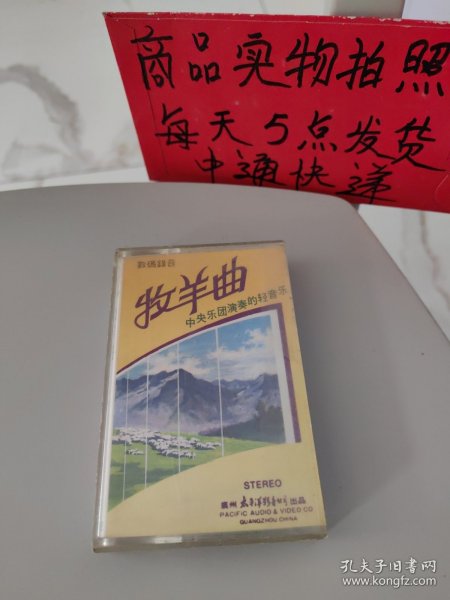 商品实物拍照
每天5点发货
中通快递
数码録音
牧羊曲
中央乐团演奏的轻音乐
STEREO
广州太平洋影音公司出品
PACIFIC AUDIO & VIDEO CO
GUANGZHOU CHINA
孔夫子旧书网
www.kongfz.com